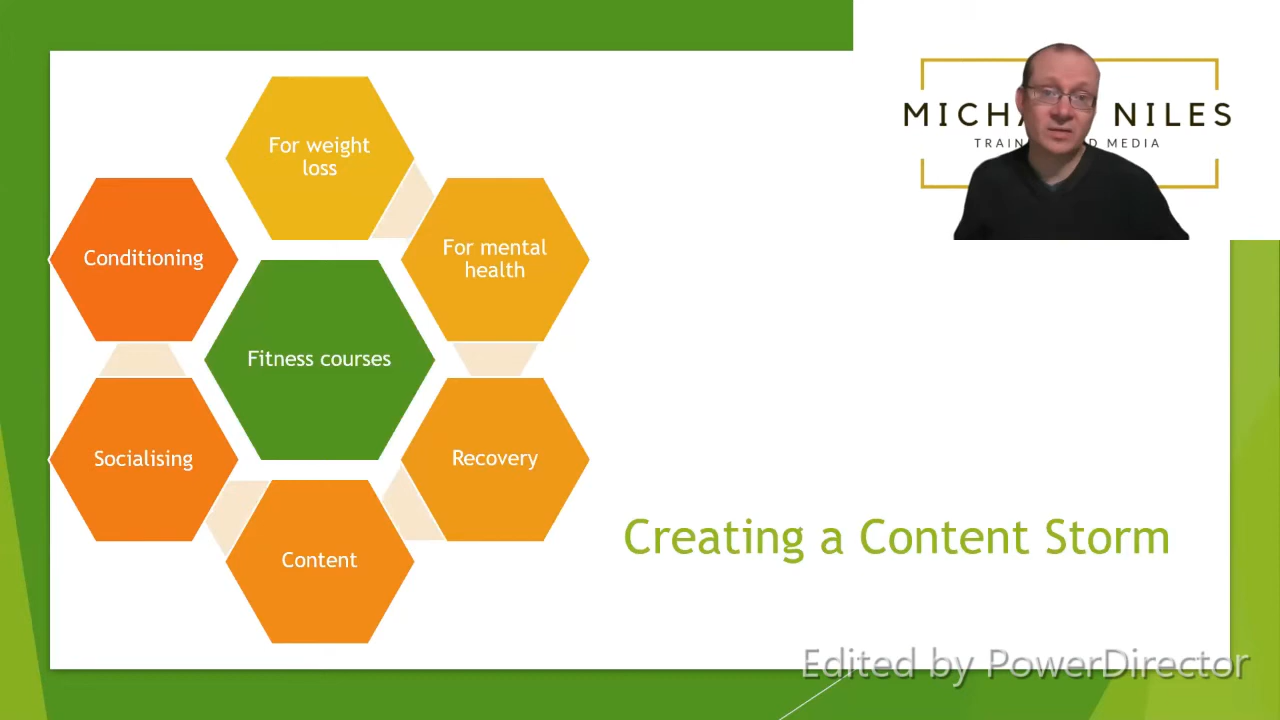 For weight
loss
For mental
health
Conditioning
Fitness courses
Socialising
Recovery
Content
Creating a Content Storm
NILES
MEDIA
Edited by PowerDirector